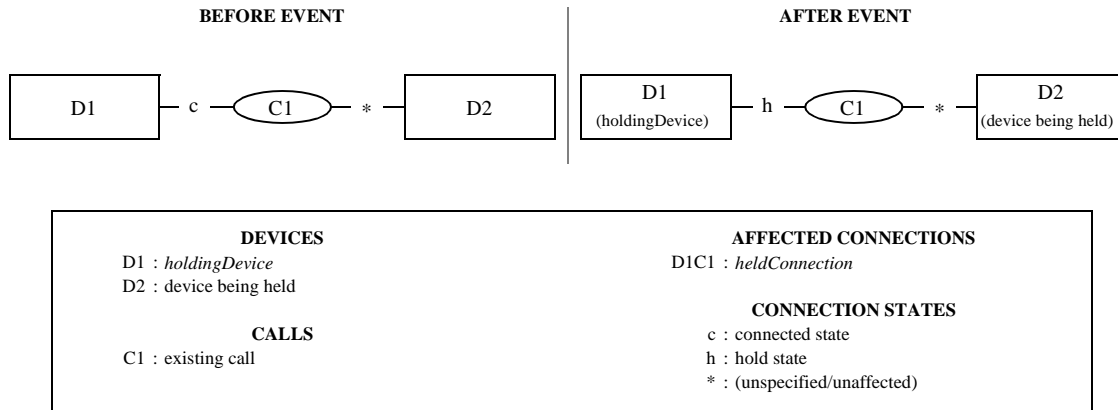 BEFORE EVENT
AFTER EVENT
D1 c C1 * D2
D1 h C1 * D2
(holdingDevice) (device being held)
DEVICES
D1 : holdingDevice
D2 : device being held
CALLS
C1 : existing call
AFFECTED CONNECTIONS
D1C1 : heldConnection
CONNECTION STATES
c : connected state
h : hold state
* : (unspecified/unaffected)